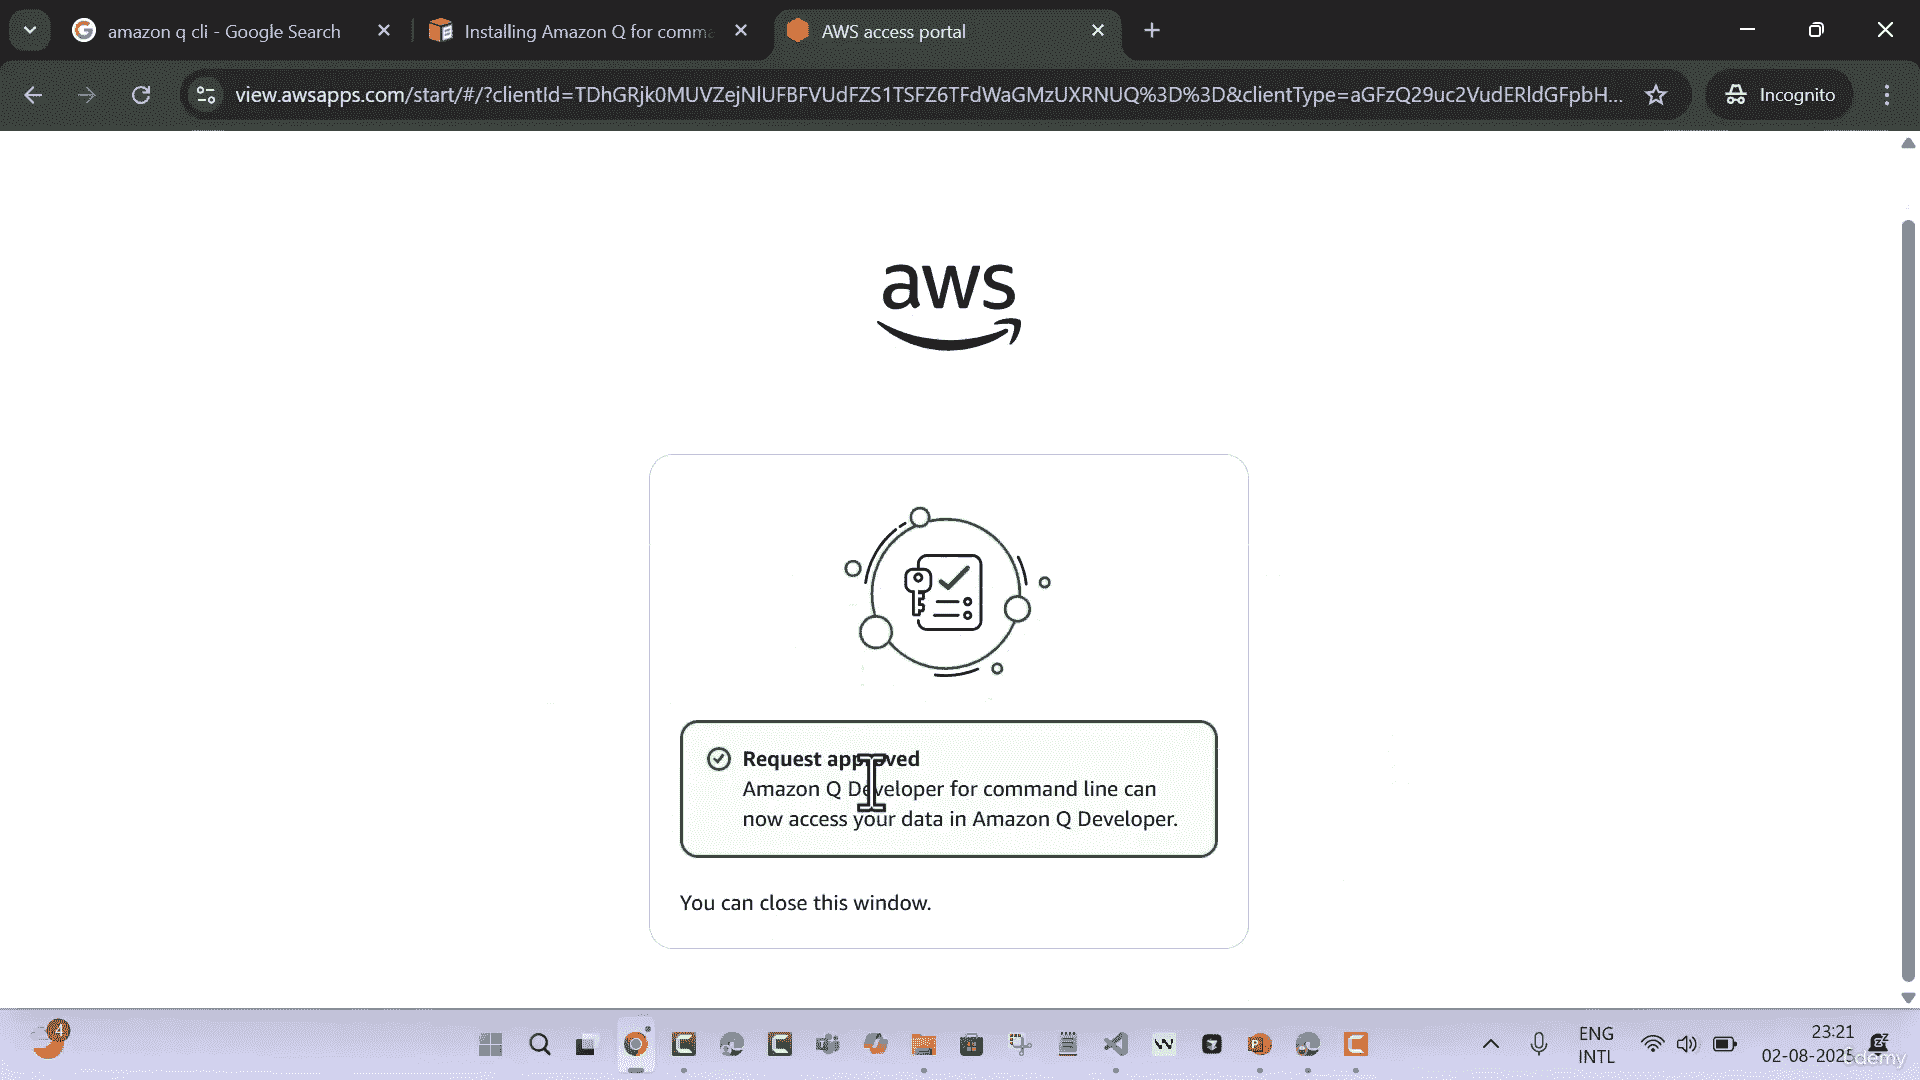 amazon q cli - Google Search
Installing Amazon Q for comma
AWS access portal
view.awsapps.com/start/#/?clientId=TDhGRjk0MUVZejNlUFBFVUdFZS1TSFZ6TFdWaGMzUXRNUQ%3D%3D&clientType=aGFzQ29uc2VudERldGFpbH...
Incognito
aws
Request approved
Amazon Q Developer for command line can
now access your data in Amazon Q Developer.
You can close this window.
4
ENG
INTL
23:21
02-08-2025